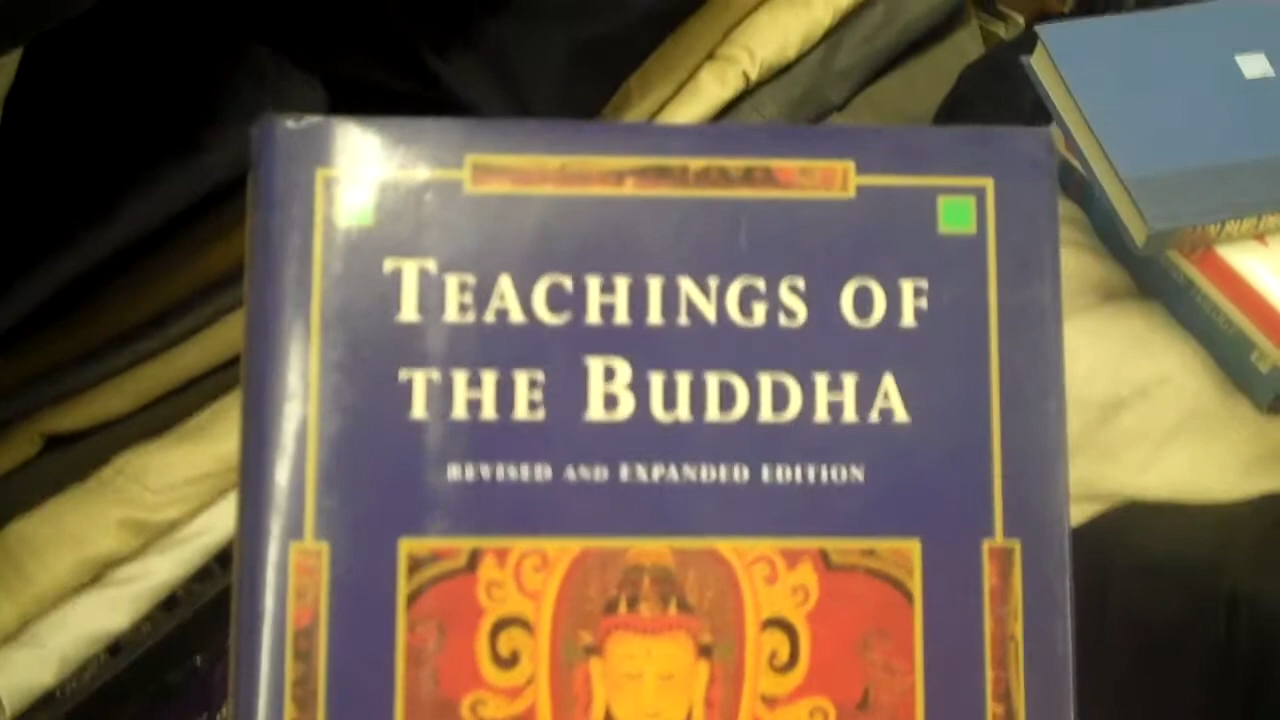 TEACHINGS OF
THE BUDDHA
REVISED AND EXPANDED EDITION